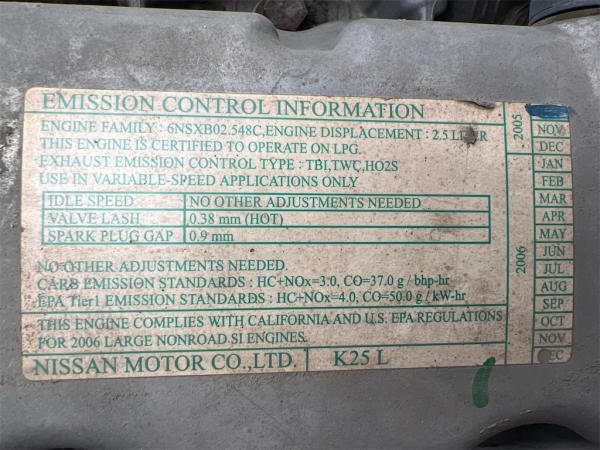 EMISSION CONTROL INFORMATION
ENGINE FAMILY : 6NSXB02.548C,ENGINE DISPLACEMENT : 2.5
THIS ENGINE IS CERTIFIED TO OPERATE ON LPG.
EXHAUST EMISSION CONTROL TYPE : TBI,TWC,HO2S
USE IN VARIABLE-SPEED APPLICATIONS ONLY
IDLE SPEED NO OTHER ADJUSTMENTS NEEDED
VALVE LASH 0.38 mm (HOT)
SPARK PLUG GAP 0.9 mm
NO OTHER ADJUSTMENTS NEEDED.
CARB EMISSION STANDARDS : HC+NOx=3.0, CO=37.0 g / bhp-hr
EPA Tier1 EMISSION STANDARDS : HC+NOx=4.0, CO=50.0 g / kW-hr
THIS ENGINE COMPLIES WITH CALIFORNIA AND U.S. EPA REGULATIONS
FOR 2006 LARGE NONROAD SI ENGINES.
NISSAN MOTOR CO.,LTD. K25 L
2005
NOV
DEC
2006
JAN
FEB
MAR
APR
MAY
JUN
JUL
AUG
SEP
OCT
NOV